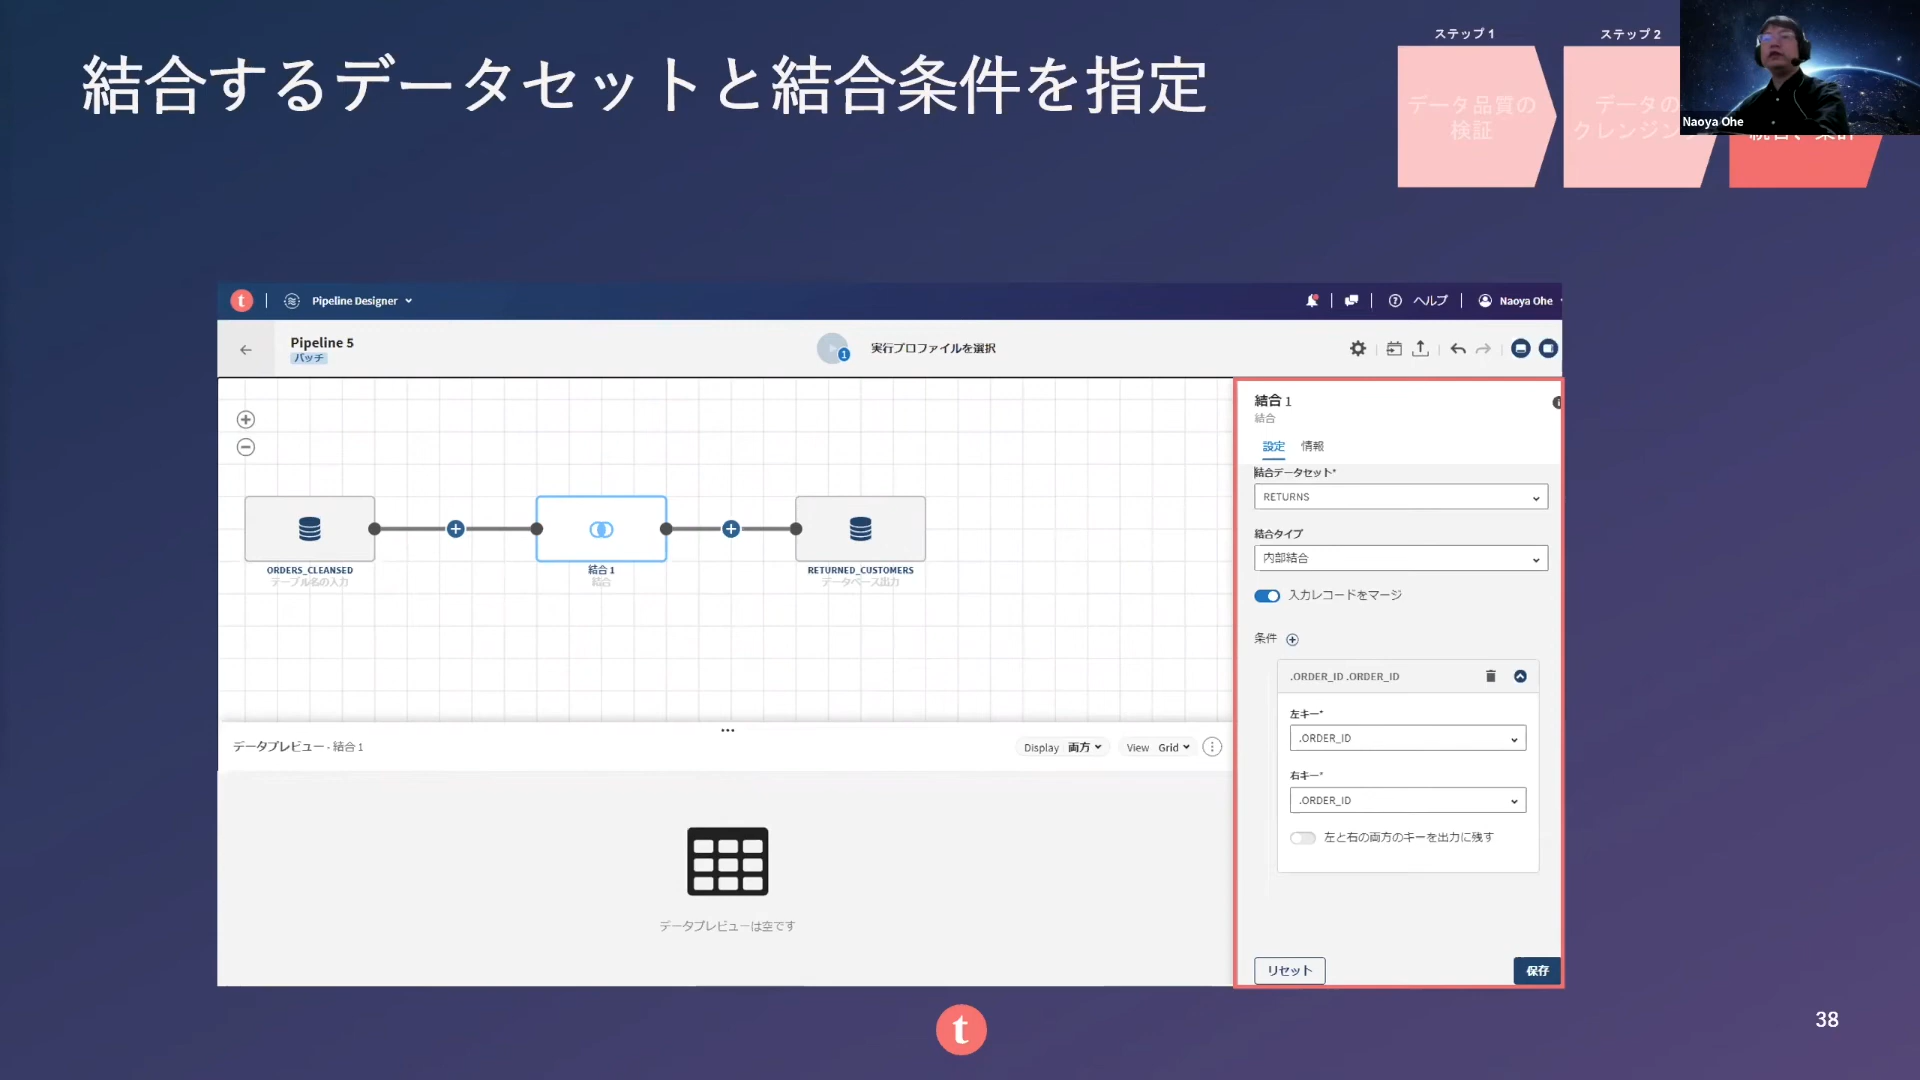 結合するデータセットと結合条件を指定
ステップ 1
データ品質の
検証
ステップ 2
データの
クレンジン
Naoya Ohe
t
Pipeline Designer
ヘルプ
Naoya Ohe
Pipeline 5
バッチ
1
実行プロファイルを選択
ORDERS_CLEANSED
テーブル名の入力
結合 1
結合
RETURNED_CUSTOMERS
データベース出力
データプレビュー - 結合 1
Display 両方
View Grid
データプレビューは空です
結合 1
結合
設定 情報
結合データセット*
RETURNS
結合タイプ
内部結合
入力レコードをマージ
条件
.ORDER_ID .ORDER_ID
左キー*
.ORDER_ID
右キー*
.ORDER_ID
左と右の両方のキーを出力に残す
リセット
保存
t
38